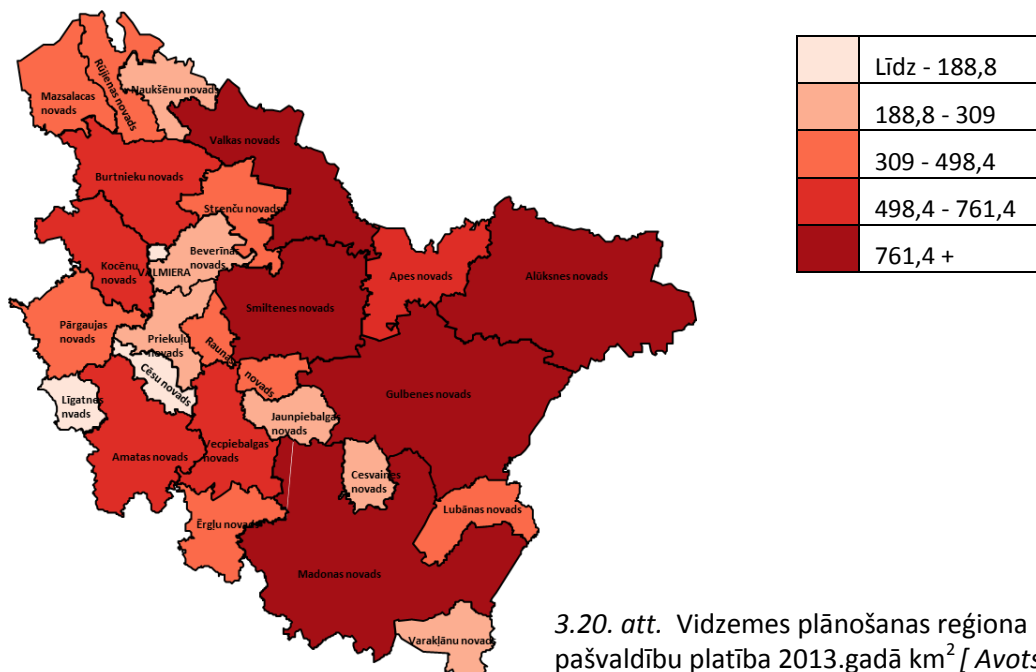 Mazsalacas
novads
Rūjienas novads
Naukšēnu novads
Valkas novads
Burtnieku novads
Strenču novads
Beverīnas
novads
VALMIERA
Kocēnu
novads
Apes novads
Alūksnes novads
Smiltenes novads
Pārgaujas
novads
Priekuļu
novads
Raunas
novads
Cēsu novads
Līgatnes
nvads
Gulbenes novads
Jaunpiebalgas
novads
Amatas novads
Vecpiebalgas
novads
Cesvaines
novads
Lubānas novads
Ērgļu novads
Madonas novads
Varakļānu novads
Līdz - 188,8
188,8 - 309
309 - 498,4
498,4 - 761,4
761,4 +
3.20. att. Vidzemes plānošanas reģiona
pašvaldību platība 2013.gadā km² [ Avots